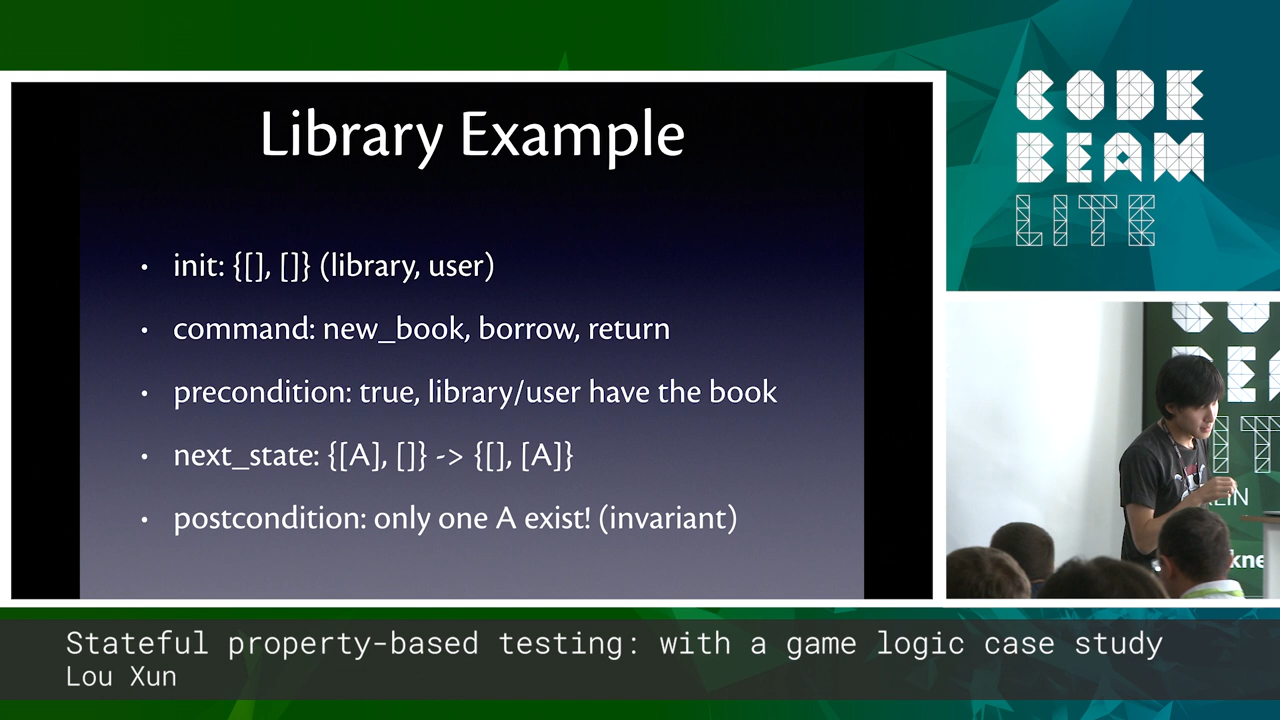 Library Example
• init: {[], []} (library, user)
• command: new_book, borrow, return
• precondition: true, library/user have the book
• next_state: {[A], []} -> {[], [A]}
• postcondition: only one A exist! (invariant)
CODE
BEAM
LITE
Stateful property-based testing: with a game logic case study
Lou Xun